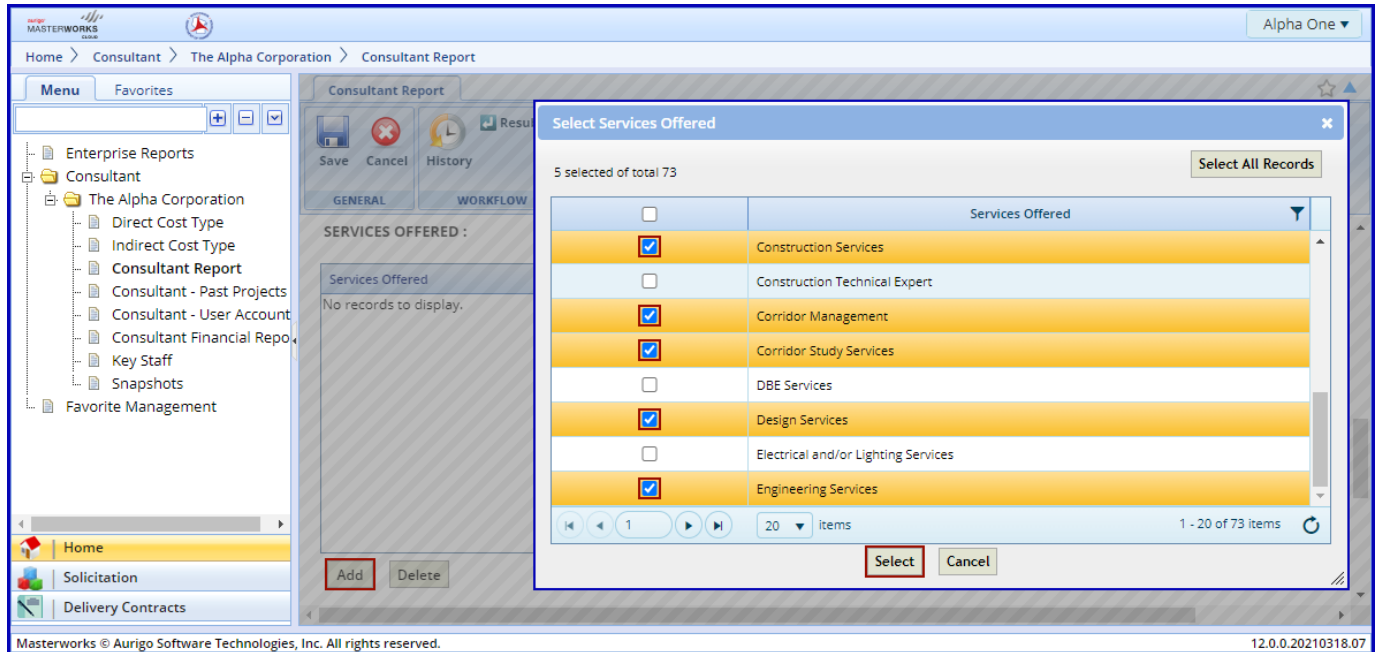 aurigo
MASTERWORKS
CLOUD
Alpha One ▼
Home > Consultant > The Alpha Corporation > Consultant Report
Menu Favorites
Enterprise Reports
Consultant
The Alpha Corporation
Direct Cost Type
Indirect Cost Type
Consultant Report
Consultant - Past Projects
Consultant - User Account
Consultant Financial Repo
Key Staff
Snapshots
Favorite Management
Home
Solicitation
Delivery Contracts
Consultant Report
Save Cancel History Resul
GENERAL WORKFLOW
SERVICES OFFERED :
Services Offered
No records to display.
Add Delete
Select Services Offered
5 selected of total 73
Select All Records
Services Offered
Construction Services
Construction Technical Expert
Corridor Management
Corridor Study Services
DBE Services
Design Services
Electrical and/or Lighting Services
Engineering Services
1 20 items 1 - 20 of 73 items
Select Cancel
Masterworks © Aurigo Software Technologies, Inc. All rights reserved. 12.0.0.20210318.07